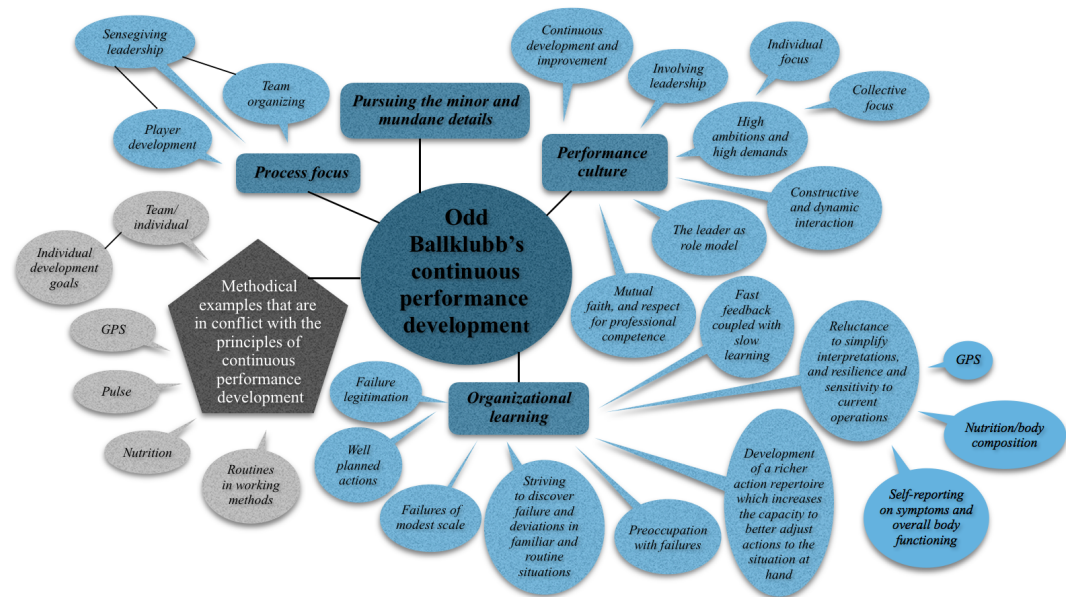 Sensegiving
leadership
Team
organizing
Player
development
Process focus
Pursuing the minor and
mundane details
Continuous
development and
improvement
Involving
leadership
Individual
focus
Collective
focus
High
ambitions and
high demands
Performance
culture
Constructive
and dynamic
interaction
The leader as
role model
Mutual
faith, and respect
for professional
competence
Odd
Ballklubb’s
continuous
performance
development
Team/
individual
Individual
development
goals
GPS
Pulse
Nutrition
Routines
in working
methods
Methodical
examples that are
in conflict with the
principles of
continuous
performance
development
Organizational
learning
Failure
legitimation
Well
planned
actions
Failures of
modest scale
Striving
to discover
failure and
deviations in
familiar and
routine
situations
Preoccupation
with failures
Development
of a richer
action repertoire
which increases
the capacity to
better adjust
actions to the
situation at
hand
Fast
feedback
coupled with
slow
learning
Reluctance
to simplify
interpretations,
and resilience and
sensitivity to
current
operations
GPS
Nutrition/body
composition
Self-reporting
on symptoms and
overall body
functioning